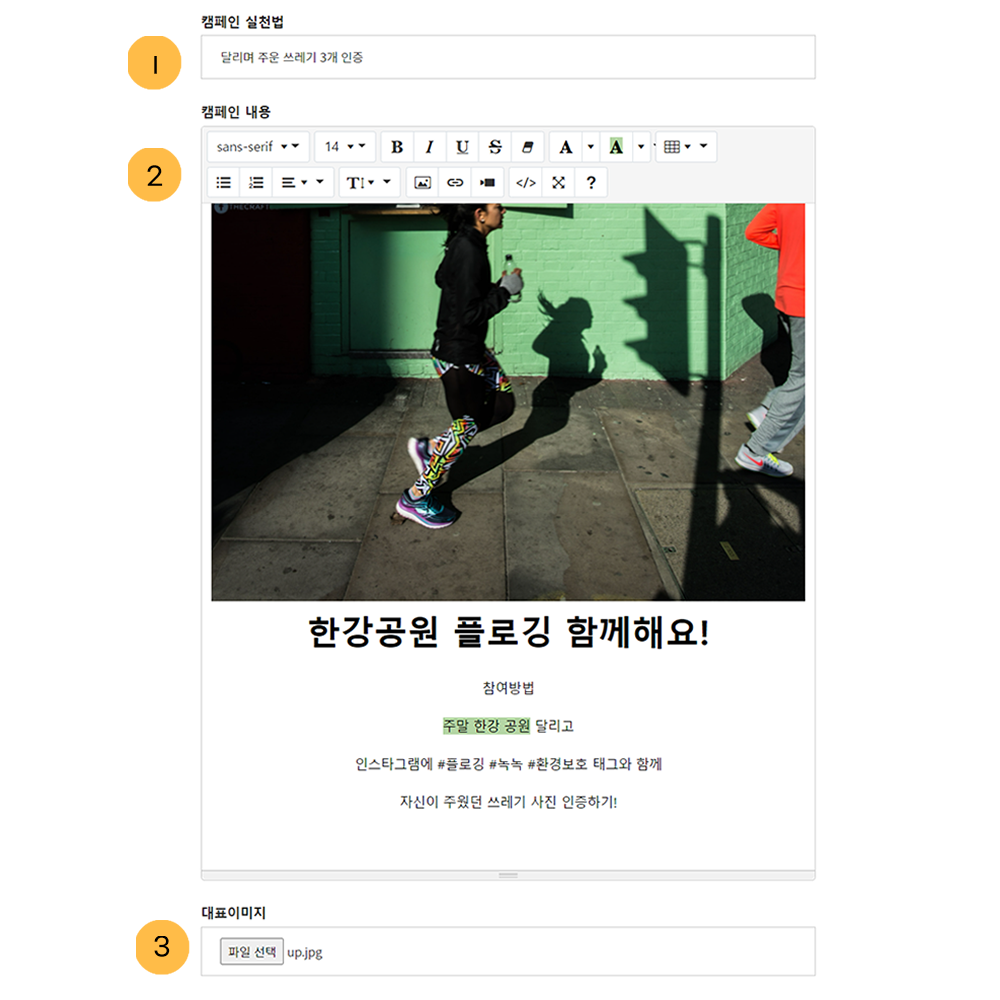 캠페인 실천법
1
달리며 주운 쓰레기 3개 인증
캠페인 내용
2
sans-serif 14 B I U S A A
T </> ?
THECRAFT
한강공원 플로깅 함께해요!
참여방법
주말 한강 공원 달리고
인스타그램에 #플로깅 #녹녹 #환경보호 태그와 함께
자신이 주웠던 쓰레기 사진 인증하기!
대표이미지
3
파일 선택 up.jpg